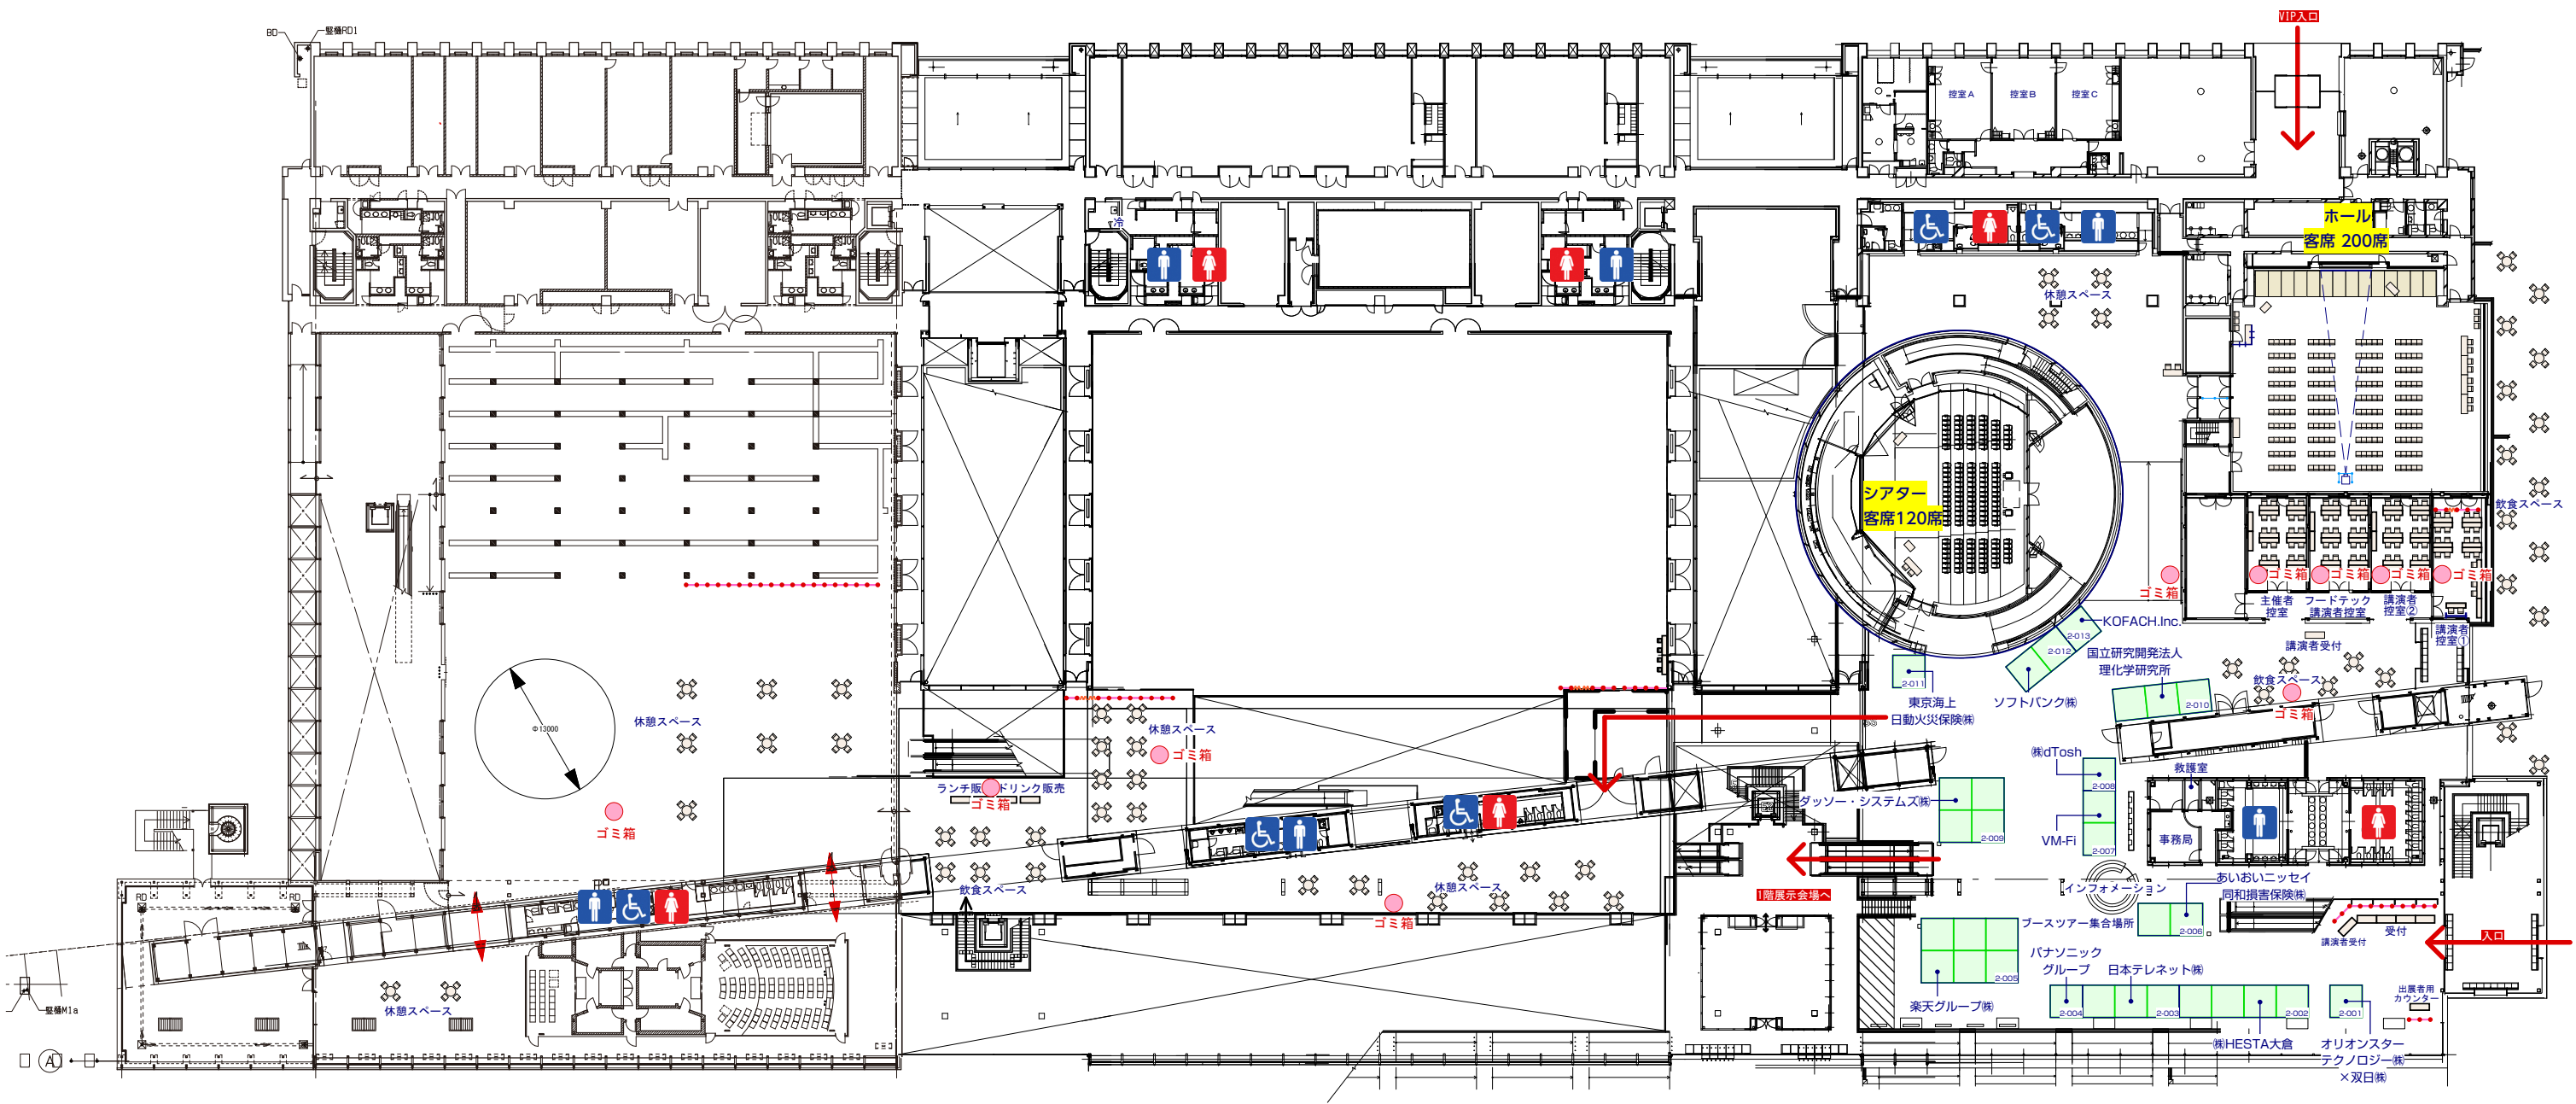 VIP入口
BD
竪樋RD1
控室A
控室B
控室C
ホール
客席 200席
休憩スペース
シアター
客席120席
飲食スペース
ゴミ箱
ゴミ箱
ゴミ箱
ゴミ箱
ゴミ箱
主催者
控室
フードテック
講演者控室
講演者
控室②
講演者
控室①
講演者受付
KOFACH.Inc.
2-013
2-012
国立研究開発法人
理化学研究所
2-011
2-010
東京海上
日動火災保険㈱
ソフトバンク㈱
飲食スペース
ゴミ箱
Φ13000
休憩スペース
休憩スペース
ゴミ箱
ランチ販
ドリンク販売
ゴミ箱
ゴミ箱
㈱dTosh
2-008
救護室
ダッソー・システムズ㈱
2-009
VM-Fi
2-007
事務局
インフォメーション
あいおいニッセイ
同和損害保険㈱
1階展示会場へ
飲食スペース
休憩スペース
ゴミ箱
RD
RD
ブースツアー集合場所
2-006
講演者受付
受付
入口
パナソニック
グループ
日本テレネット㈱
2-005
楽天グループ㈱
2-004
2-003
2-002
2-001
出展者用
カウンター
休憩スペース
竪樋M1a
A
㈱HESTA大倉
オリオンスター
テクノロジー㈱
×双日㈱